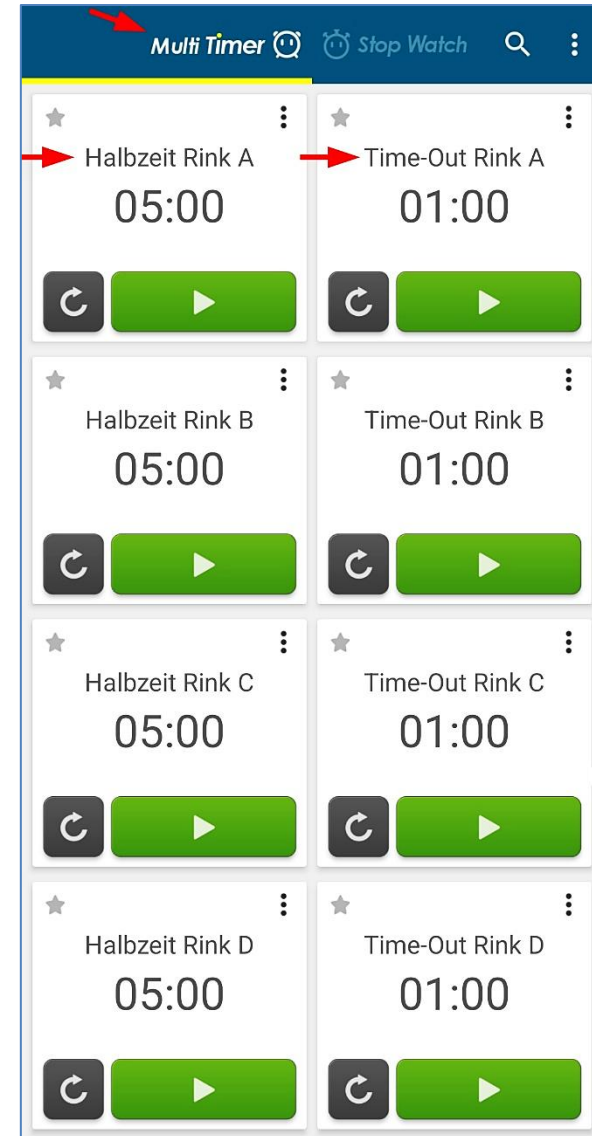 Multi Timer Stop Watch
Halbzeit Rink A
05:00
Time-Out Rink A
01:00
Halbzeit Rink B
05:00
Time-Out Rink B
01:00
Halbzeit Rink C
05:00
Time-Out Rink C
01:00
Halbzeit Rink D
05:00
Time-Out Rink D
01:00